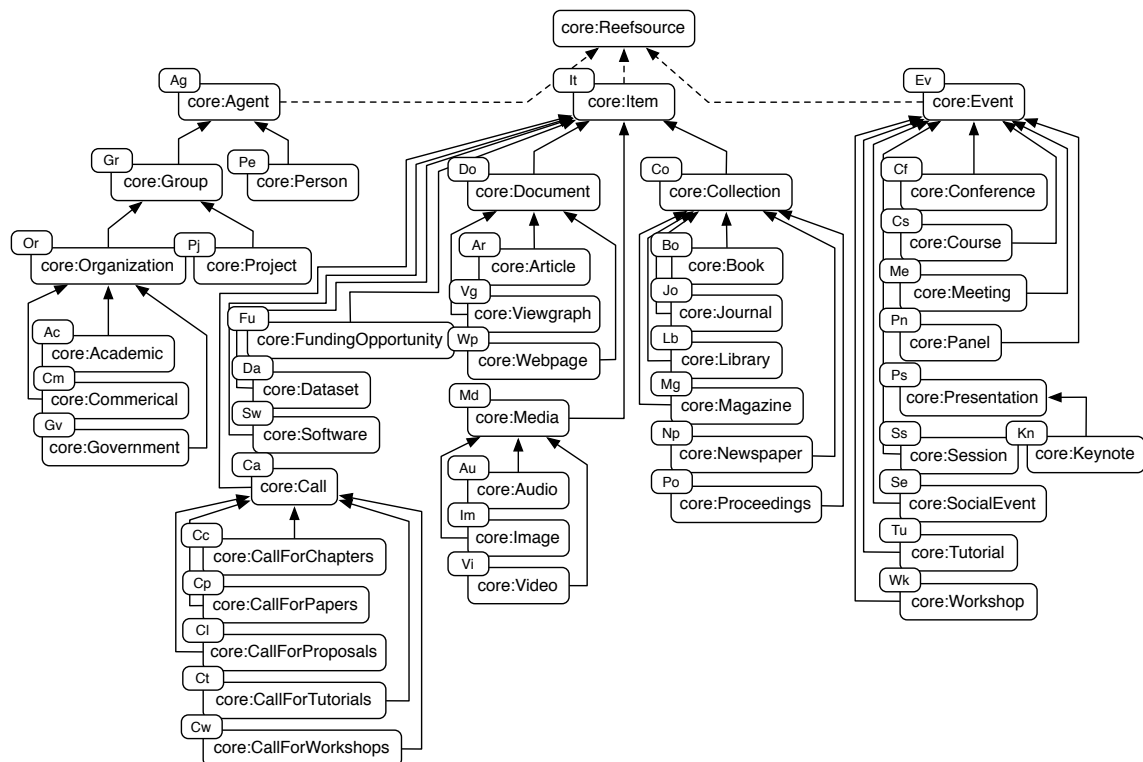 core:Reefsource
Ag
core:Agent
It
core:Item
Ev
core:Event
Gr
core:Group
Pe
core:Person
Do
core:Document
Co
core:Collection
Cf
core:Conference
Or
core:Organization
Pj
core:Project
Ar
core:Article
Bo
core:Book
Cs
core:Course
Vg
core:Viewgraph
Jo
core:Journal
Me
core:Meeting
Fu
core:FundingOpportunity
Wp
core:Webpage
Lb
core:Library
Pn
core:Panel
Ac
core:Academic
Da
core:Dataset
Cm
core:Commerical
Mg
core:Magazine
Ps
core:Presentation
Sw
core:Software
Md
core:Media
Gv
core:Government
Np
core:Newspaper
Ss
core:Session
Kn
core:Keynote
Ca
core:Call
Au
core:Audio
Po
core:Proceedings
Se
core:SocialEvent
Im
core:Image
Tu
core:Tutorial
Cc
core:CallForChapters
Vi
core:Video
Wk
core:Workshop
Cp
core:CallForPapers
Cl
core:CallForProposals
Ct
core:CallForTutorials
Cw
core:CallForWorkshops